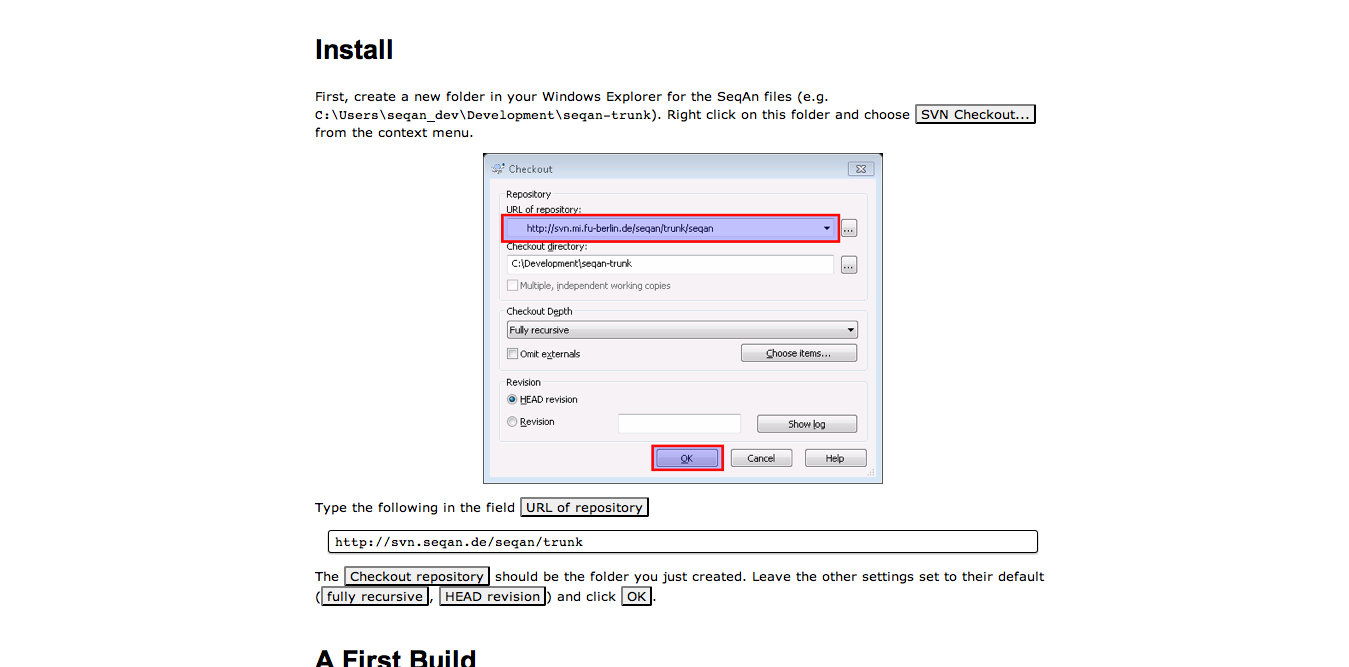 Install
First, create a new folder in your Windows Explorer for the SeqAn files (e.g.
C:\Users\seqan_dev\Development\seqan-trunk). Right click on this folder and choose SVN Checkout...
from the context menu.
Checkout
Repository
URL of repository:
http://svn.mi.fu-berlin.de/seqan/trunk/seqan ...
Checkout directory:
C:\Development\seqan-trunk ...
Multiple, independent working copies
Checkout Depth
Fully recursive
Omit externals Choose items...
Revision
HEAD revision
Revision Show log
OK Cancel Help
Type the following in the field URL of repository
http://svn.seqan.de/seqan/trunk
The Checkout repository should be the folder you just created. Leave the other settings set to their default
(fully recursive, HEAD revision) and click OK.
A First Build